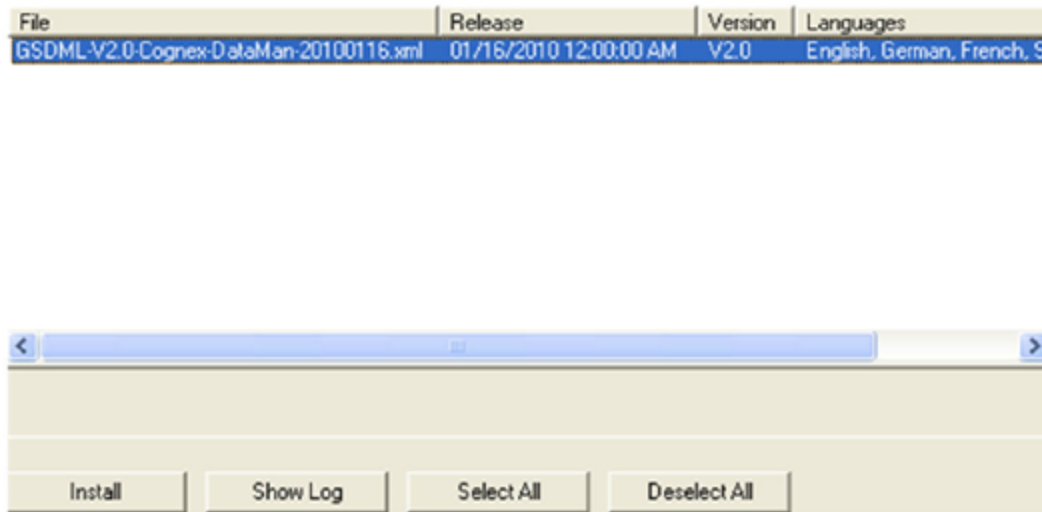 File Release Version Languages
GSDML-V2.0-Cognex-DataMan-20100116.xml 01/16/2010 12:00:00 AM V2.0 English, German, French, S
Install Show Log Select All Deselect All